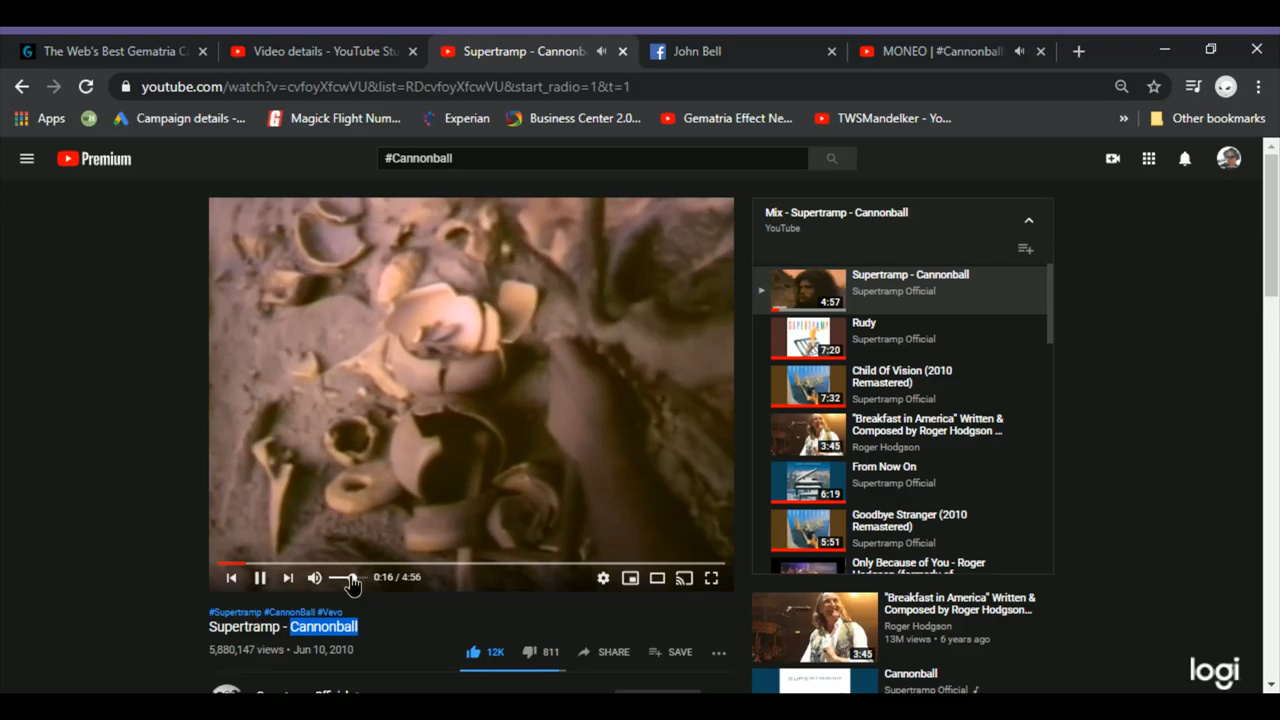 The Web's Best Gematria C
Video details - YouTube Stu
Supertramp - Cannonb
John Bell
MONEO | #Cannonball
youtube.com/watch?v=cvfoyXfcwVU&list=RDcvfoyXfcwVU&start_radio=1&t=1
Apps
Campaign details -...
Magick Flight Num...
Experian
Business Center 2.0...
Gematria Effect Ne...
TWSMandelker - Yo...
»
Other bookmarks
Premium
#Cannonball
Mix - Supertramp - Cannonball
YouTube
Supertramp - Cannonball
Supertramp Official
4:57
Rudy
Supertramp Official
7:20
Child Of Vision (2010
Remastered)
Supertramp Official
7:32
"Breakfast in America" Written &
Composed by Roger Hodgson ...
Roger Hodgson
3:45
From Now On
Supertramp Official
6:19
Goodbye Stranger (2010
Remastered)
Supertramp Official
5:51
Only Because of You - Roger
0:16 / 4:56
#Supertramp #CannonBall #Vevo
Supertramp - Cannonball
5,880,147 views • Jun 10, 2010
12K
811
SHARE
SAVE
"Breakfast in America" Written &
Composed by Roger Hodgson...
Roger Hodgson
13M views • 6 years ago
3:45
Cannonball
Supertramp Official
logi